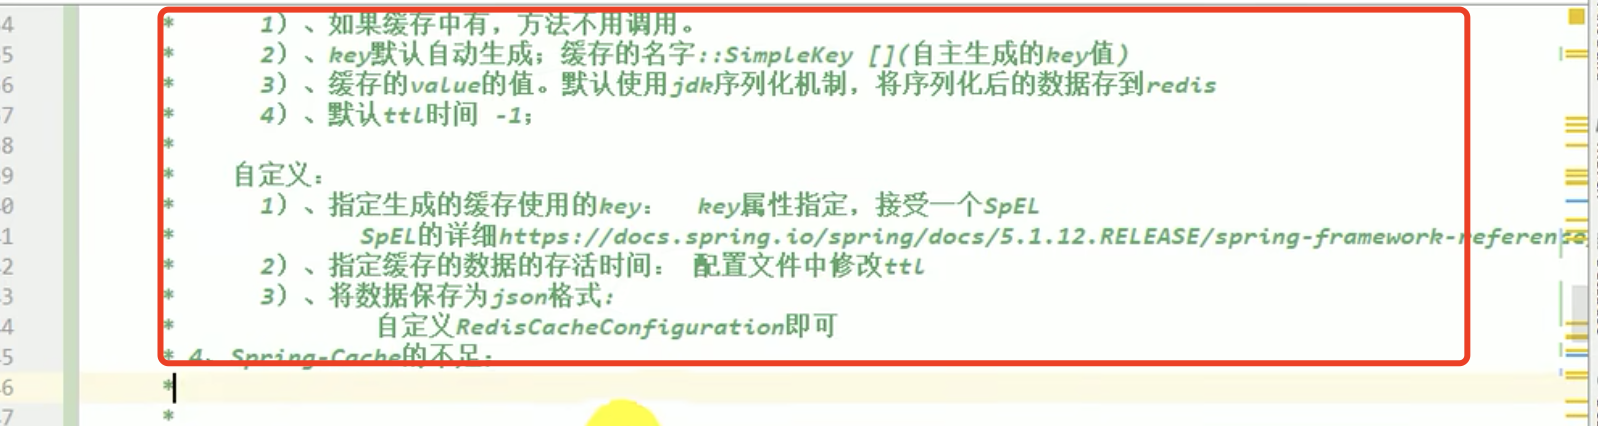 4 * 1）、如果缓存中有，方法不用调用。
5 * 2）、key默认自动生成；缓存的名字::SimpleKey [](自主生成的key值)
6 * 3）、缓存的value的值。默认使用jdk序列化机制，将序列化后的数据存到redis
7 * 4）、默认ttl时间 -1；
8 *
9 * 自定义：
0 * 1）、指定生成的缓存使用的key： key属性指定，接受一个SpEL
1 * SpEL的详细https://docs.spring.io/spring/docs/5.1.12.RELEASE/spring-framework-reference
2 * 2）、指定缓存的数据的存活时间： 配置文件中修改ttl
3 * 3）、将数据保存为json格式:
4 * 自定义RedisCacheConfiguration即可
5 * 4、Spring-Cache的不足；
6 *
7 *